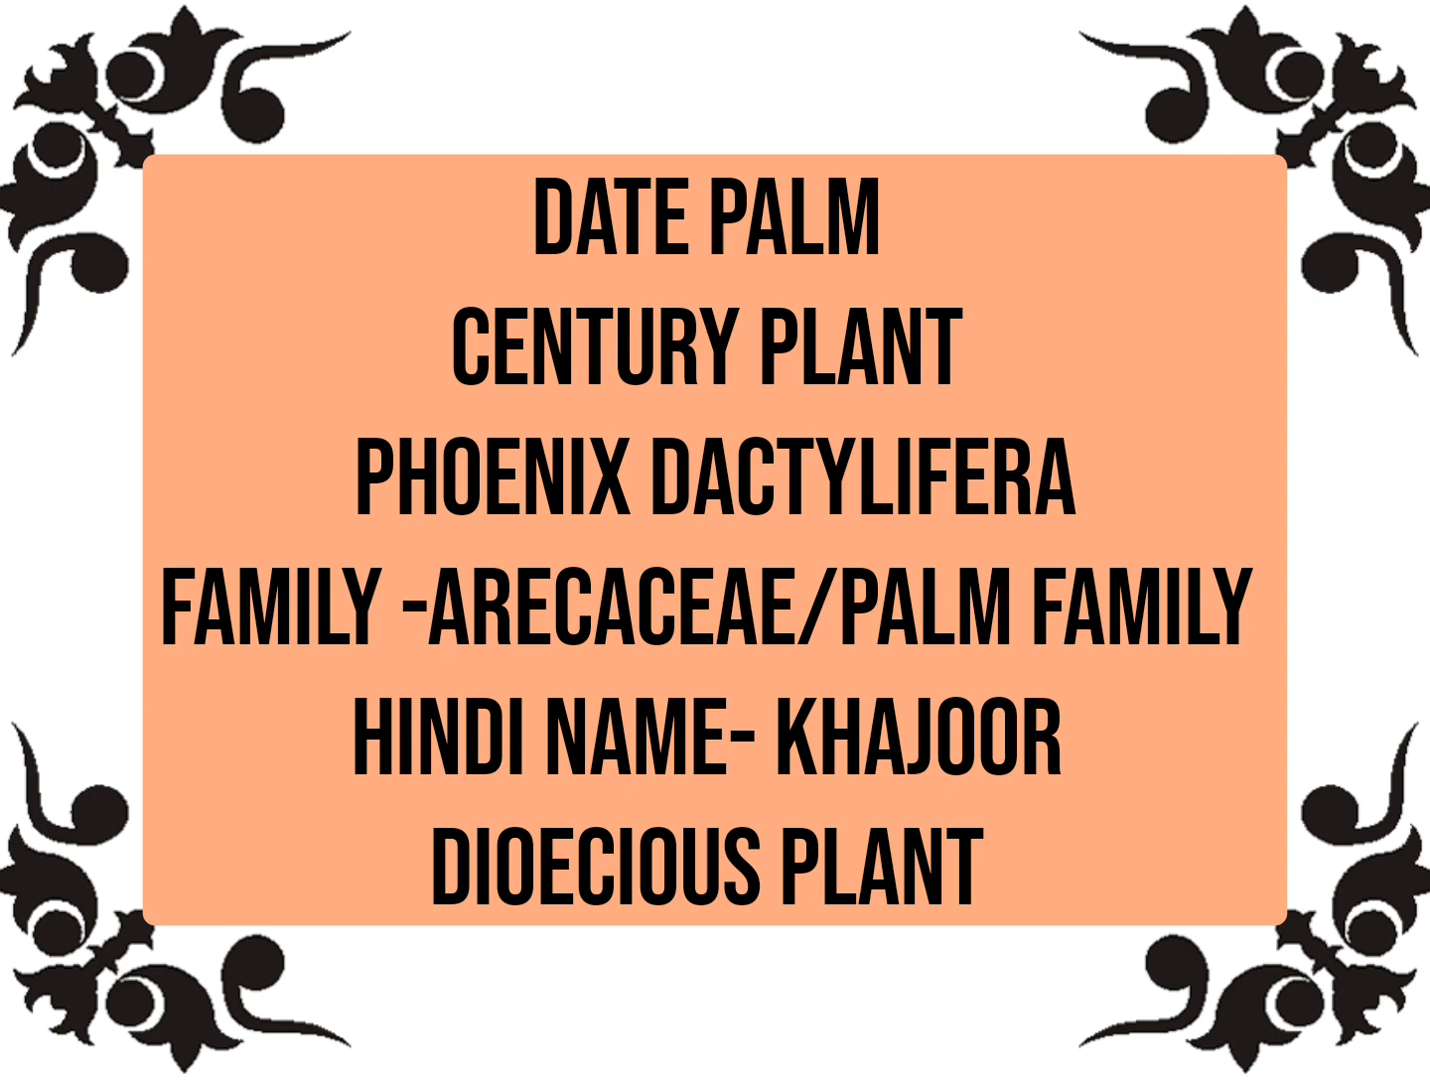 DATE PALM
CENTURY PLANT
PHOENIX DACTYLIFERA
FAMILY -ARECACEAE/PALM FAMILY
HINDI NAME- KHAJOOR
DIOECIOUS PLANT